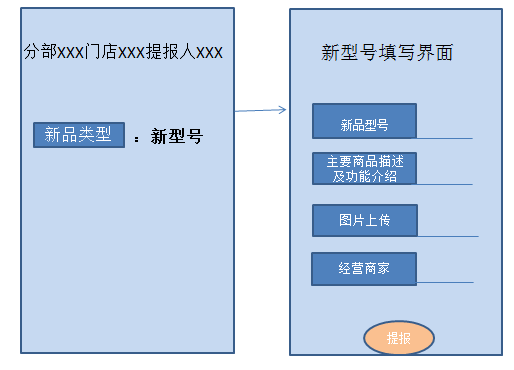 分部XXX门店XXX提报人XXX
新品类型 ：新型号
新型号填写界面
新品型号
主要商品描述
及功能介绍
图片上传
经营商家
提报